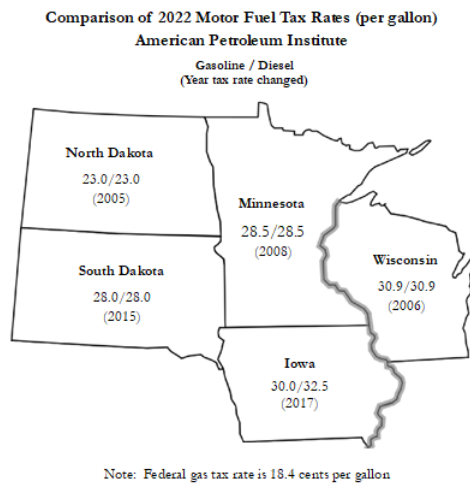 Comparison of 2022 Motor Fuel Tax Rates (per gallon)
American Petroleum Institute
Gasoline / Diesel
(Year tax rate changed)
North Dakota
23.0/23.0
(2005)
Minnesota
28.5/28.5
(2008)
Wisconsin
30.9/30.9
(2006)
South Dakota
28.0/28.0
(2015)
Iowa
30.0/32.5
(2017)
Note: Federal gas tax rate is 18.4 cents per gallon